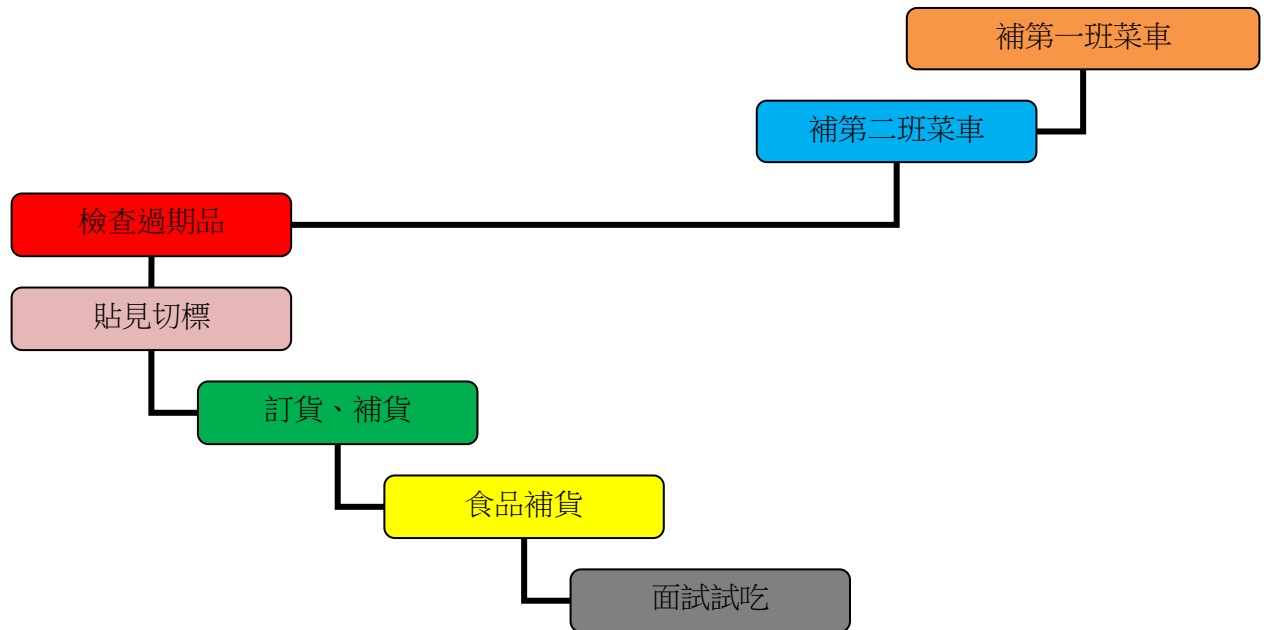 補第一班菜車
補第二班菜車
檢查過期品
貼見切標
訂貨、補貨
食品補貨
面試試吃